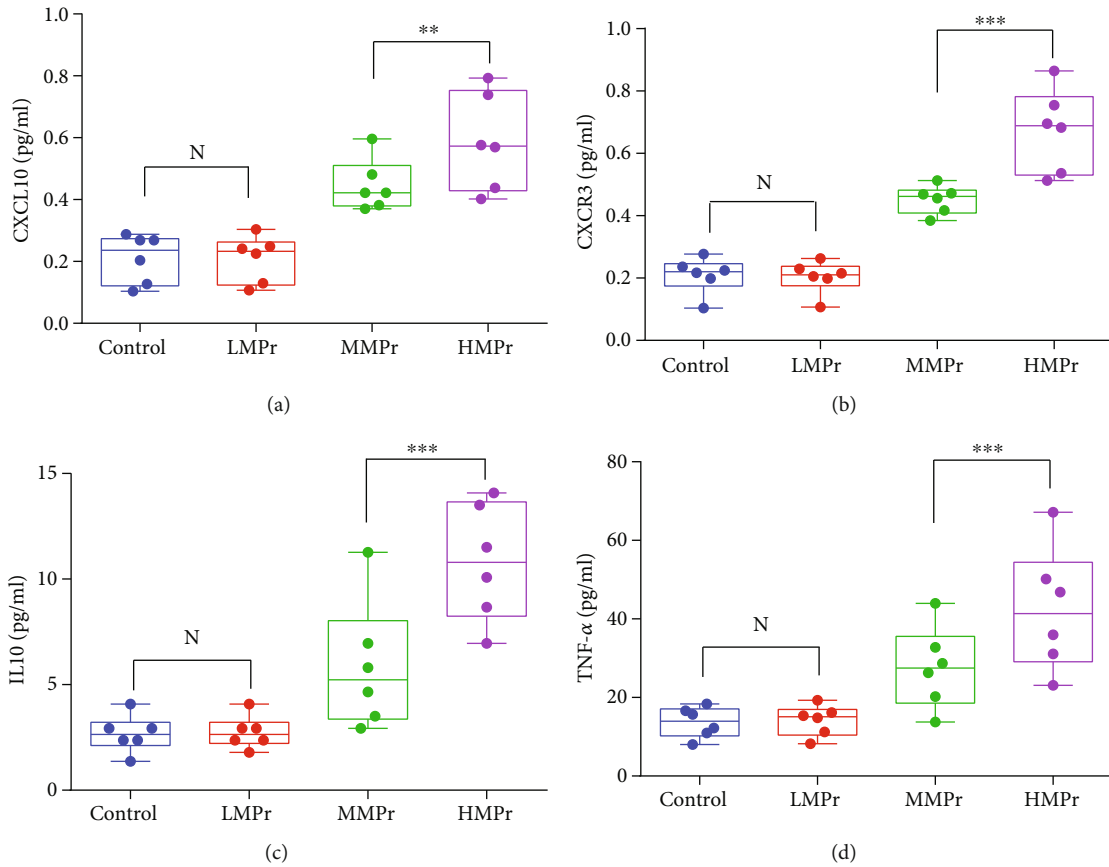 CXCL10 (pg/ml)
1.0
0.8
0.6
0.4
0.2
0.0
N
**
Control LMPr MMPr HMPr
(a)
CXCR3 (pg/ml)
1.0
0.8
0.6
0.4
0.2
0.0
N
***
Control LMPr MMPr HMPr
(b)
IL10 (pg/ml)
15
10
5
0
N
***
Control LMPr MMPr HMPr
(c)
TNF-α (pg/ml)
80
60
40
20
0
N
***
Control LMPr MMPr HMPr
(d)